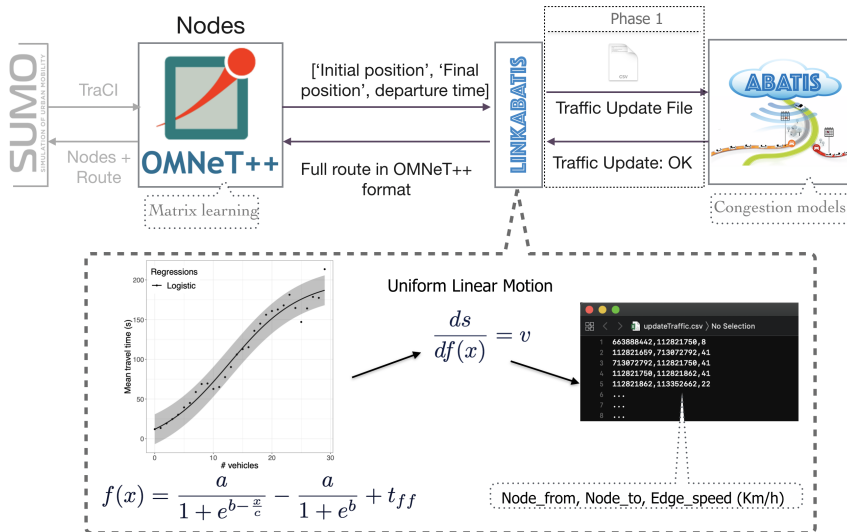 Nodes
Phase 1
SUMO
SIMULATION OF URBAN MOBILITY
TraCI
Nodes +
Route
OMNeT++
Matrix learning
['Initial position', 'Final
position', departure time]
Full route in OMNeT++
format
LINKABATIS
CSV
Traffic Update File
Traffic Update: OK
ABATIS
Congestion models
Regressions
Logistic
Mean travel time (s)
200
150
100
50
0
0 10 20 30
# vehicles
f(x) = a / (1 + e^{b - x/c}) - a / (1 + e^b) + t_{ff}
Uniform Linear Motion
ds / df(x) = v
updateTraffic.csv 〉 No Selection
1 663888442,112821750,8
2 112821659,713072792,41
3 713072792,112821750,41
4 112821750,112821862,41
5 112821862,113352662,22
6 ...
7 ...
8 ...
Node_from, Node_to, Edge_speed (Km/h)